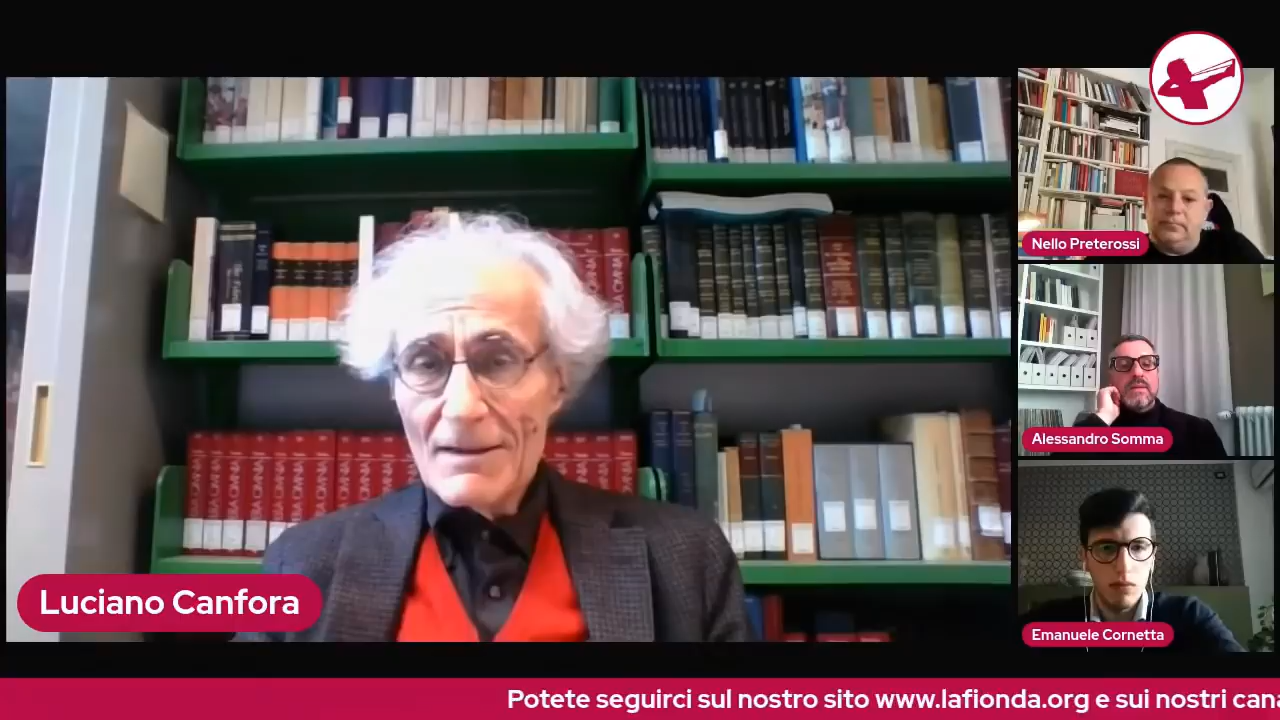 Nello Preterossi
Alessandro Somma
Luciano Canfora
Emanuele Cornetta
Potete seguirci sul nostro sito www.lafionda.org e sui nostri cana